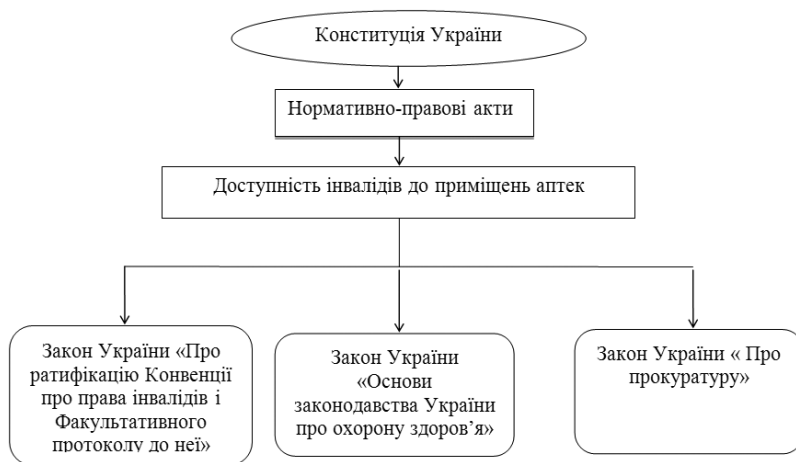 Конституція України
Нормативно-правові акти
Доступність інвалідів до приміщень аптек
Закон України «Про
ратифікацію Конвенції
про права інвалідів і
Факультативного
протоколу до неї»
Закон України
«Основи
законодавства України
про охорону здоров’я»
Закон України « Про
прокуратуру»